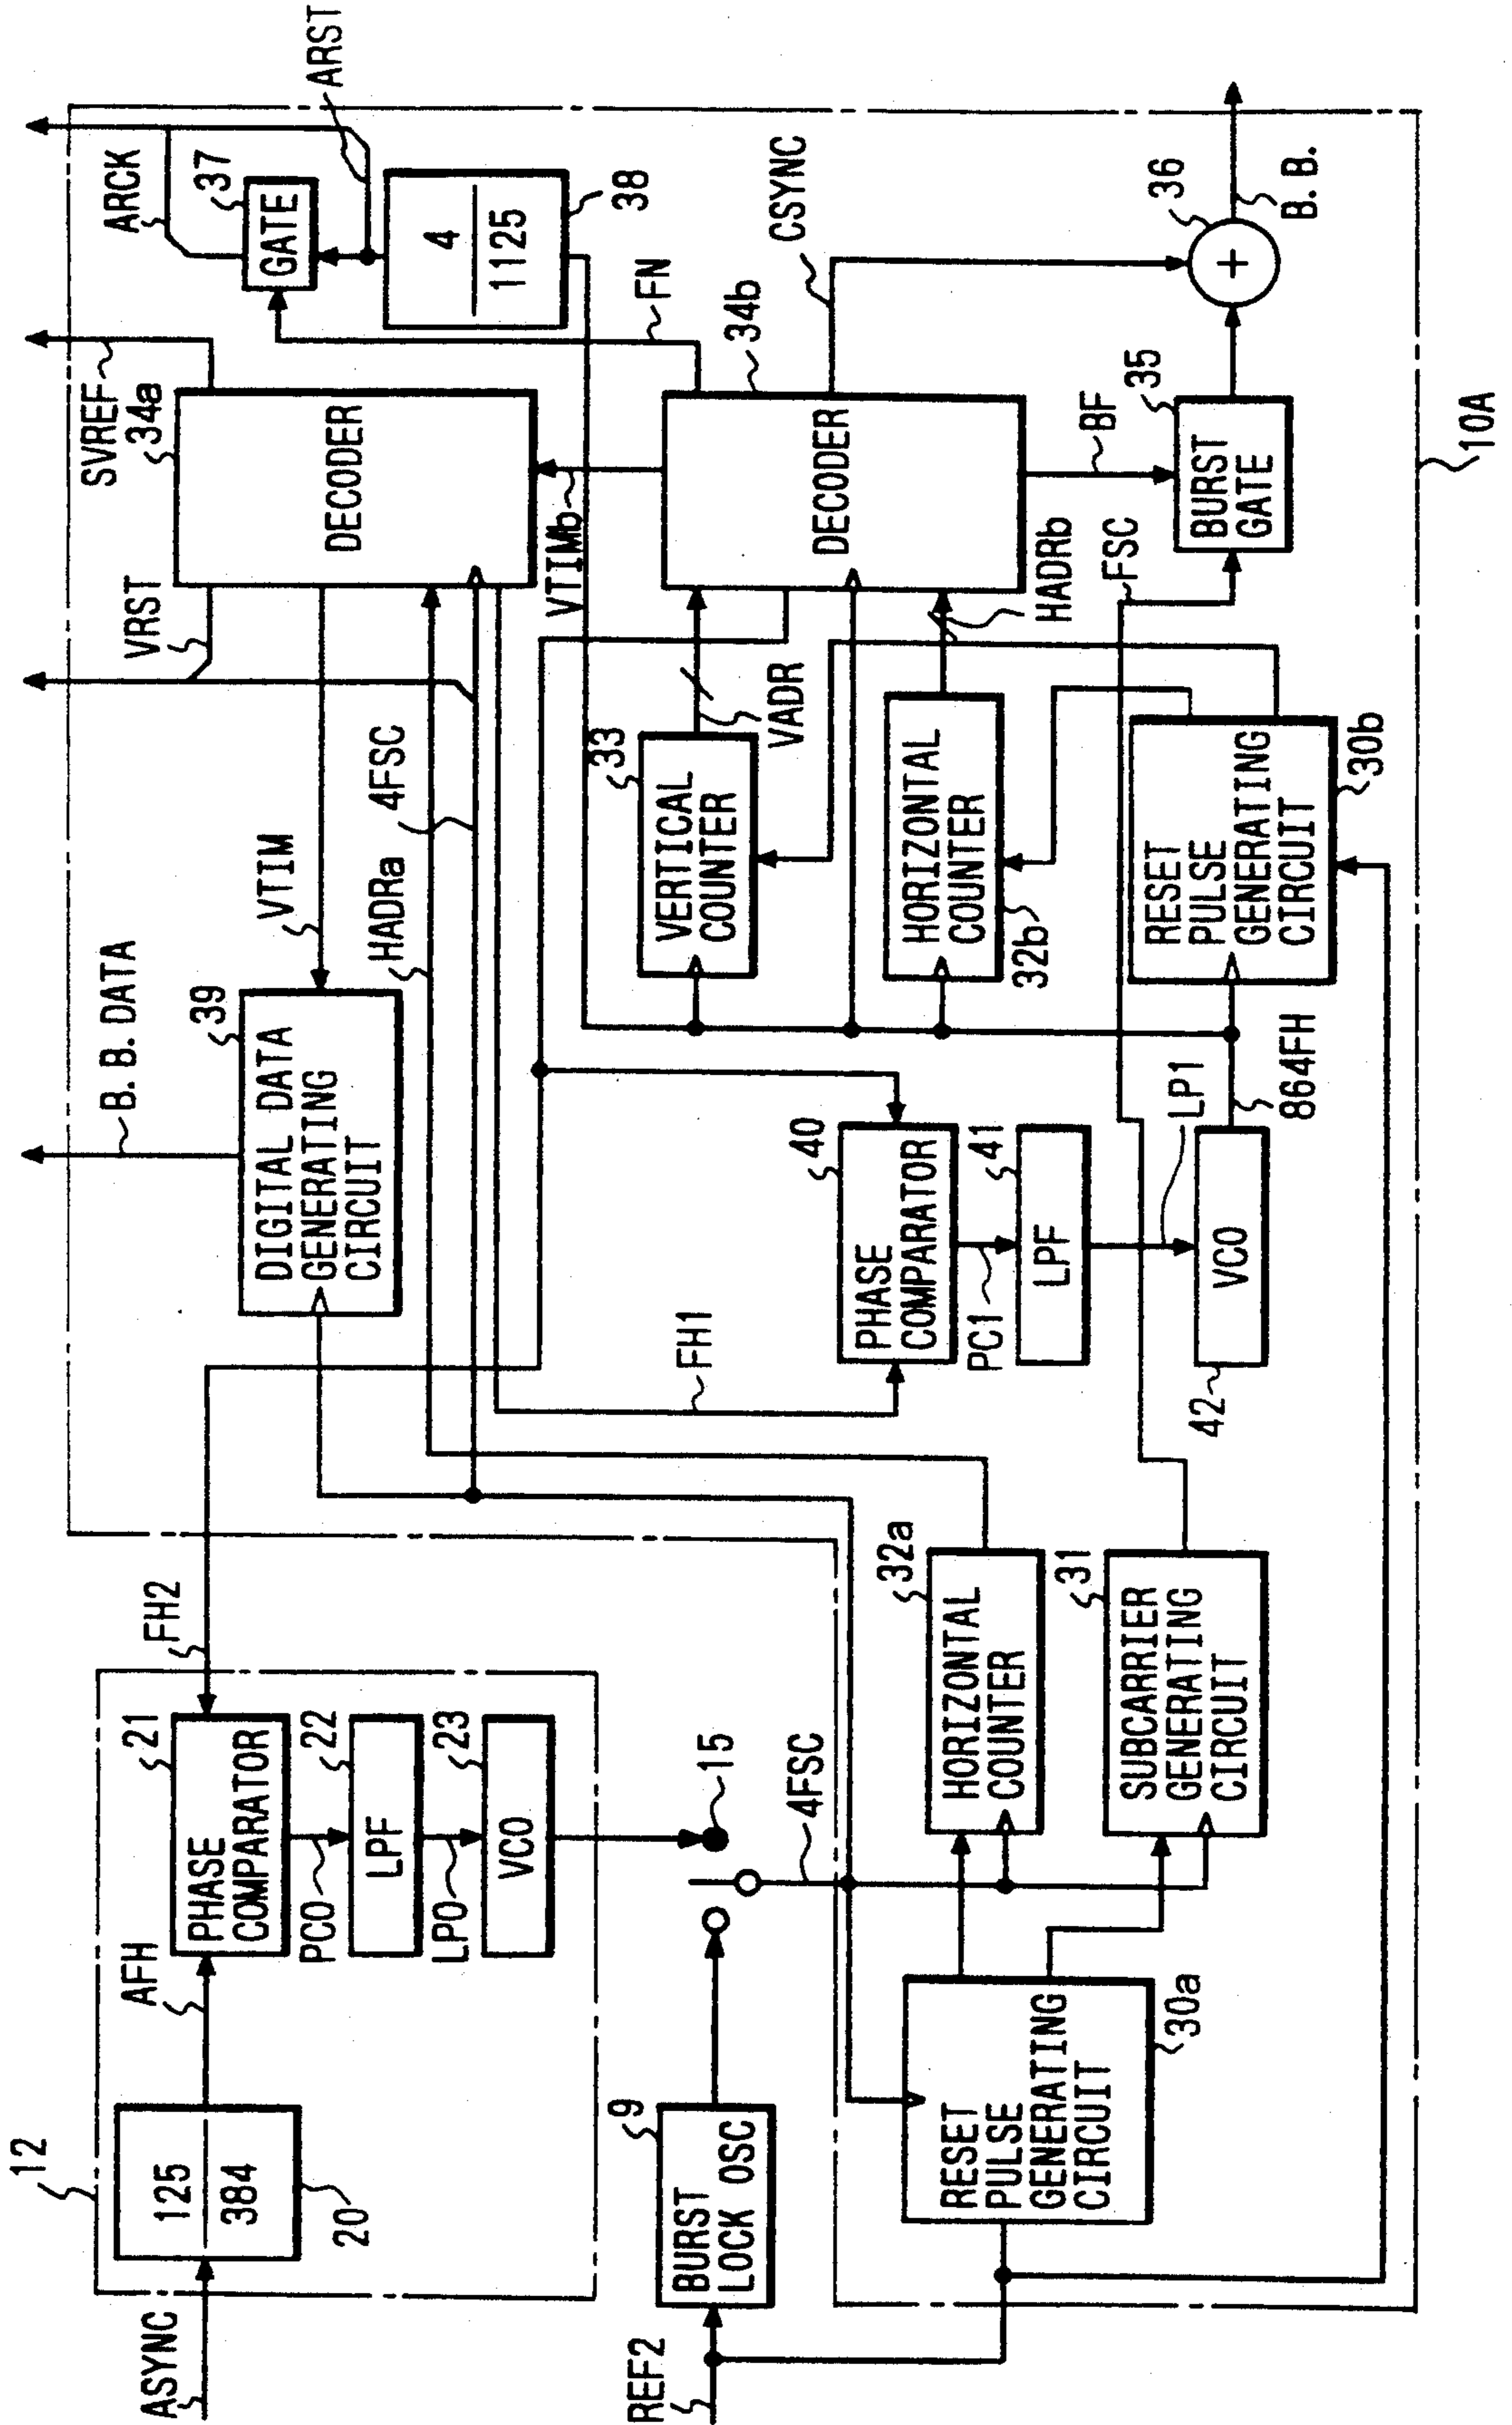 12
ASYNC
125
384
20
AFH
21
PHASE
COMPARATOR
FH2
PC0
22
LPF
LP0
23
VCO
15
REF2
9
BURST
LOCK OSC
4FSC
RESET
PULSE
GENERATING
CIRCUIT
30a
32a
HORIZONTAL
COUNTER
31
SUBCARRIER
GENERATING
CIRCUIT
B. B. DATA
39
DIGITAL DATA
GENERATING
CIRCUIT
VTIM
HADRa
4FSC
VRST
SVREF
34a
DECODER
ARCK
37
GATE
ARST
4
1125
38
FN
FH1
40
PHASE
COMPARATOR
PC1
41
LPF
LP1
42
VCO
864FH
33
VERTICAL
COUNTER
VADR
VTIMb
34b
DECODER
CSYNC
HORIZONTAL
COUNTER
32b
HADRb
RESET
PULSE
GENERATING
CIRCUIT
30b
FSC
BF
35
BURST
GATE
36
+
B. B.
10A